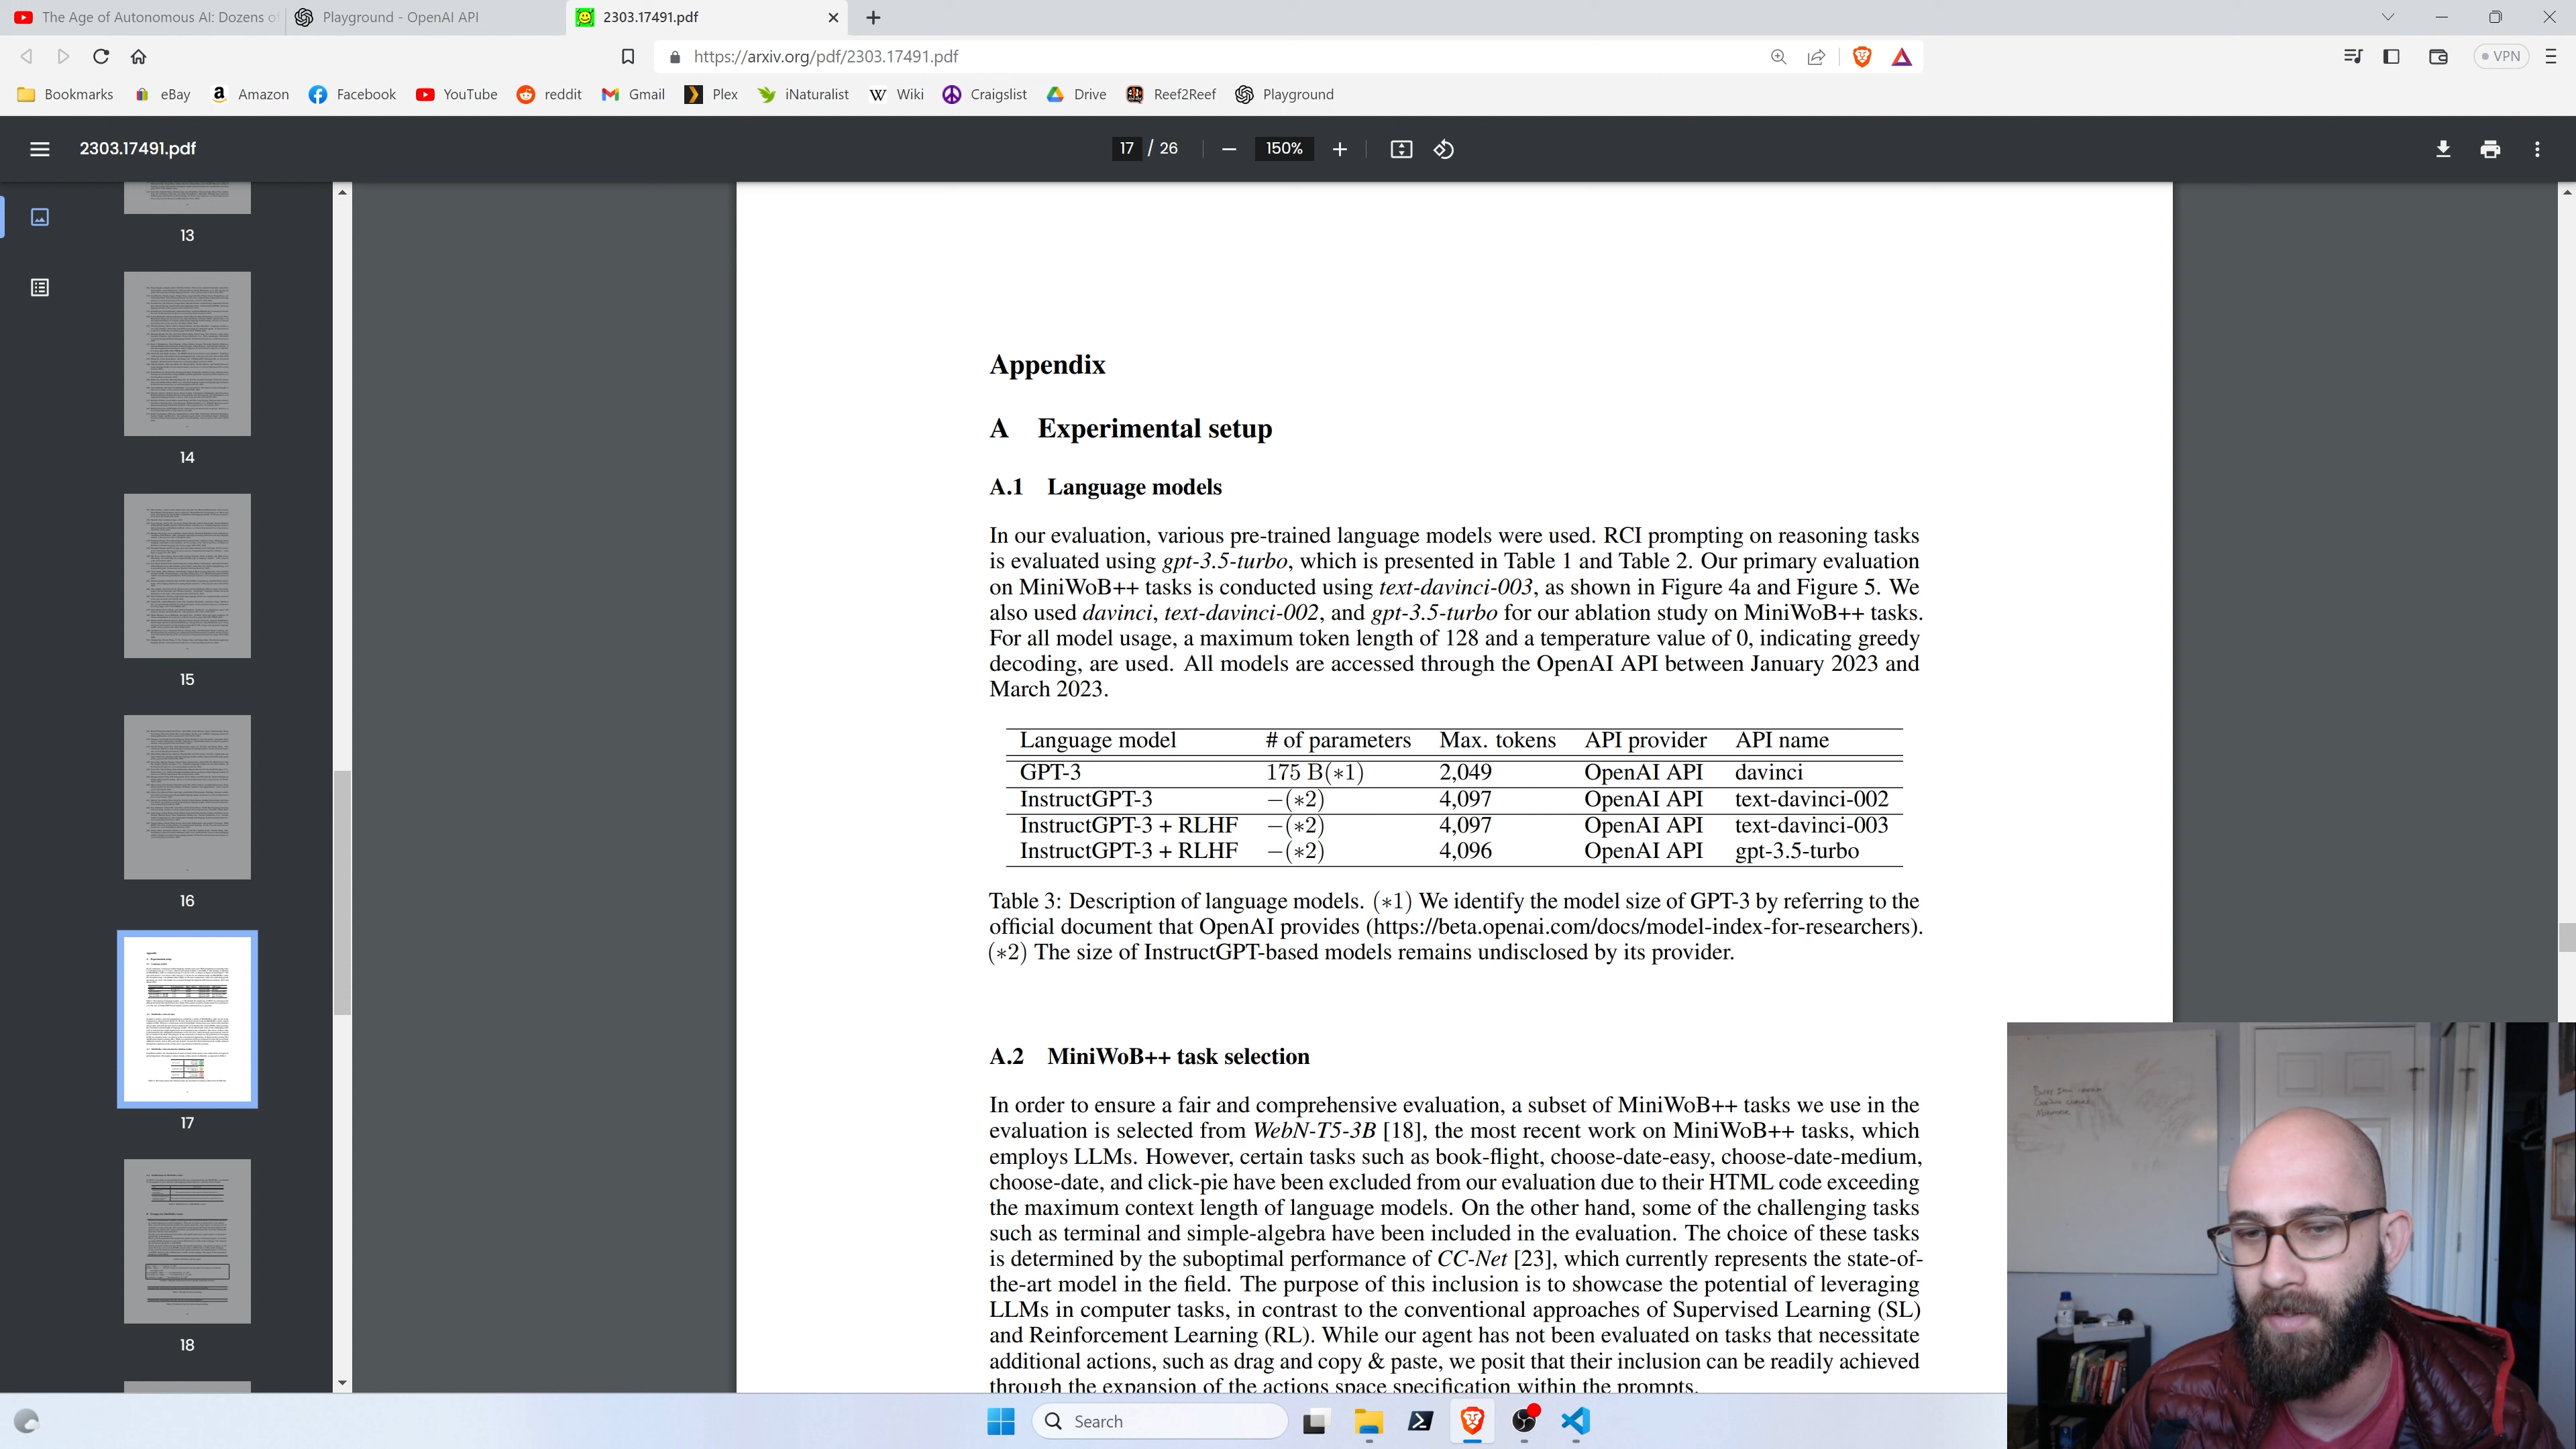 The Age of Autonomous AI: Dozens o
Playground - OpenAI API
2303.17491.pdf
https://arxiv.org/pdf/2303.17491.pdf
VPN
Bookmarks
eBay
Amazon
Facebook
YouTube
reddit
Gmail
Plex
iNaturalist
Wiki
Craigslist
Drive
Reef2Reef
Playground
2303.17491.pdf
17 / 26
150%
13
14
15
16
17
18
Appendix
A Experimental setup
A.1 Language models
In our evaluation, various pre-trained language models were used. RCI prompting on reasoning tasks
is evaluated using gpt-3.5-turbo, which is presented in Table 1 and Table 2. Our primary evaluation
on MiniWoB++ tasks is conducted using text-davinci-003, as shown in Figure 4a and Figure 5. We
also used davinci, text-davinci-002, and gpt-3.5-turbo for our ablation study on MiniWoB++ tasks.
For all model usage, a maximum token length of 128 and a temperature value of 0, indicating greedy
decoding, are used. All models are accessed through the OpenAI API between January 2023 and
March 2023.
Language model # of parameters Max. tokens API provider API name
GPT-3 175 B(∗1) 2,049 OpenAI API davinci
InstructGPT-3 −(∗2) 4,097 OpenAI API text-davinci-002
InstructGPT-3 + RLHF −(∗2) 4,097 OpenAI API text-davinci-003
InstructGPT-3 + RLHF −(∗2) 4,096 OpenAI API gpt-3.5-turbo
Table 3: Description of language models. (∗1) We identify the model size of GPT-3 by referring to the
official document that OpenAI provides (https://beta.openai.com/docs/model-index-for-researchers).
(∗2) The size of InstructGPT-based models remains undisclosed by its provider.
A.2 MiniWoB++ task selection
In order to ensure a fair and comprehensive evaluation, a subset of MiniWoB++ tasks we use in the
evaluation is selected from WebN-T5-3B [18], the most recent work on MiniWoB++ tasks, which
employs LLMs. However, certain tasks such as book-flight, choose-date-easy, choose-date-medium,
choose-date, and click-pie have been excluded from our evaluation due to their HTML code exceeding
the maximum context length of language models. On the other hand, some of the challenging tasks
such as terminal and simple-algebra have been included in the evaluation. The choice of these tasks
is determined by the suboptimal performance of CC-Net [23], which currently represents the state-of-
the-art model in the field. The purpose of this inclusion is to showcase the potential of leveraging
LLMs in computer tasks, in contrast to the conventional approaches of Supervised Learning (SL)
and Reinforcement Learning (RL). While our agent has not been evaluated on tasks that necessitate
additional actions, such as drag and copy & paste, we posit that their inclusion can be readily achieved
through the expansion of the actions space specification within the prompts.
Search